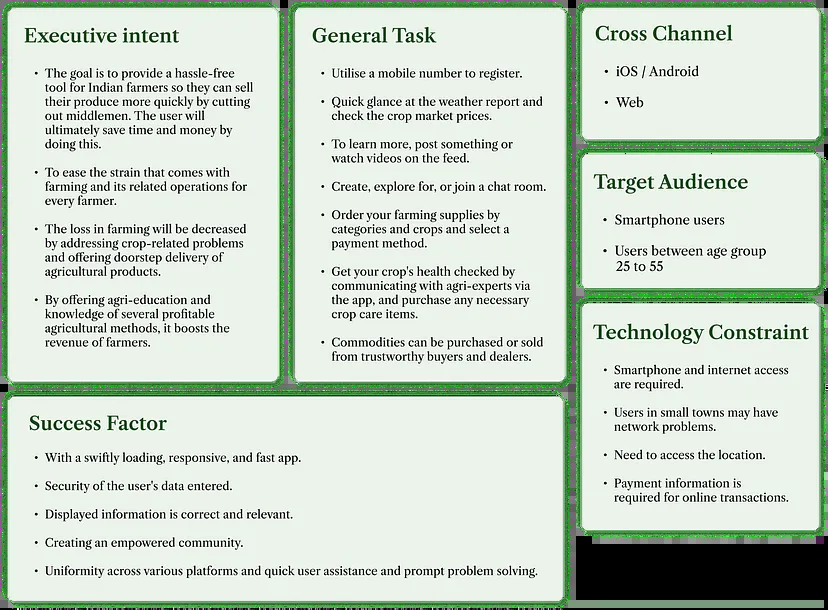 Executive intent
• The goal is to provide a hassle-free
tool for Indian farmers so they can sell
their produce more quickly by cutting
out middlemen. The user will
ultimately save time and money by
doing this.
• To ease the strain that comes with
farming and its related operations for
every farmer.
• The loss in farming will be decreased
by addressing crop-related problems
and offering doorstep delivery of
agricultural products.
• By offering agri-education and
knowledge of several profitable
agricultural methods, it boosts the
revenue of farmers.
General Task
• Utilise a mobile number to register.
• Quick glance at the weather report and
check the crop market prices.
• To learn more, post something or
watch videos on the feed.
• Create, explore for, or join a chat room.
• Order your farming supplies by
categories and crops and select a
payment method.
• Get your crop's health checked by
communicating with agri-experts via
the app, and purchase any necessary
crop care items.
• Commodities can be purchased or sold
from trustworthy buyers and dealers.
Cross Channel
• iOS / Android
• Web
Target Audience
• Smartphone users
• Users between age group
25 to 55
Technology Constraint
• Smartphone and internet access
are required.
• Users in small towns may have
network problems.
• Need to access the location.
• Payment information is
required for online transactions.
Success Factor
• With a swiftly loading, responsive, and fast app.
• Security of the user's data entered.
• Displayed information is correct and relevant.
• Creating an empowered community.
• Uniformity across various platforms and quick user assistance and prompt problem solving.